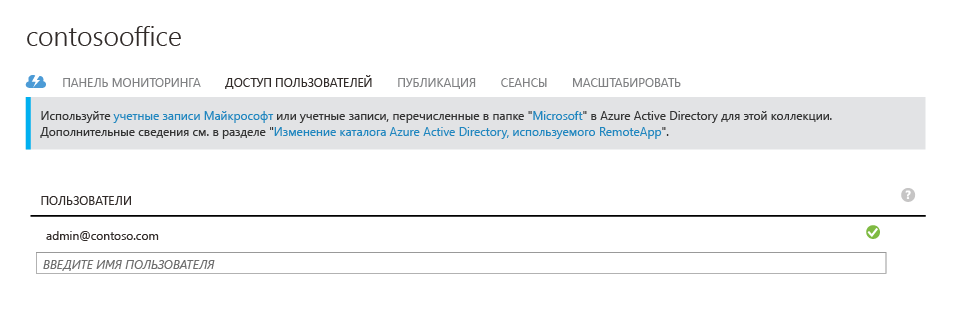 contosooffice
ПАНЕЛЬ МОНИТОРИНГА ДОСТУП ПОЛЬЗОВАТЕЛЕЙ ПУБЛИКАЦИЯ СЕАНСЫ МАСШТАБИРОВАТЬ
Используйте учетные записи Майкрософт или учетные записи, перечисленные в папке "Microsoft" в Azure Active Directory для этой коллекции.
Дополнительные сведения см. в разделе "Изменение каталога Azure Active Directory, используемого RemoteApp".
ПОЛЬЗОВАТЕЛИ ?
admin@contoso.com
ВВЕДИТЕ ИМЯ ПОЛЬЗОВАТЕЛЯ